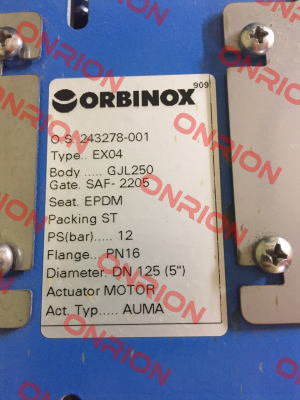 909
ORBINOX
O.S. 243278-001
Type.. EX04
Body ..... GJL250
Gate. SAF- 2205
Seat. EPDM
Packing ST
PS(bar)..... 12
Flange... PN16
Diameter. DN 125 (5")
Actuator MOTOR
Act. Typ..... AUMA
ONRION
ONRION
ONRION
ONRION
ONRION
ONRION